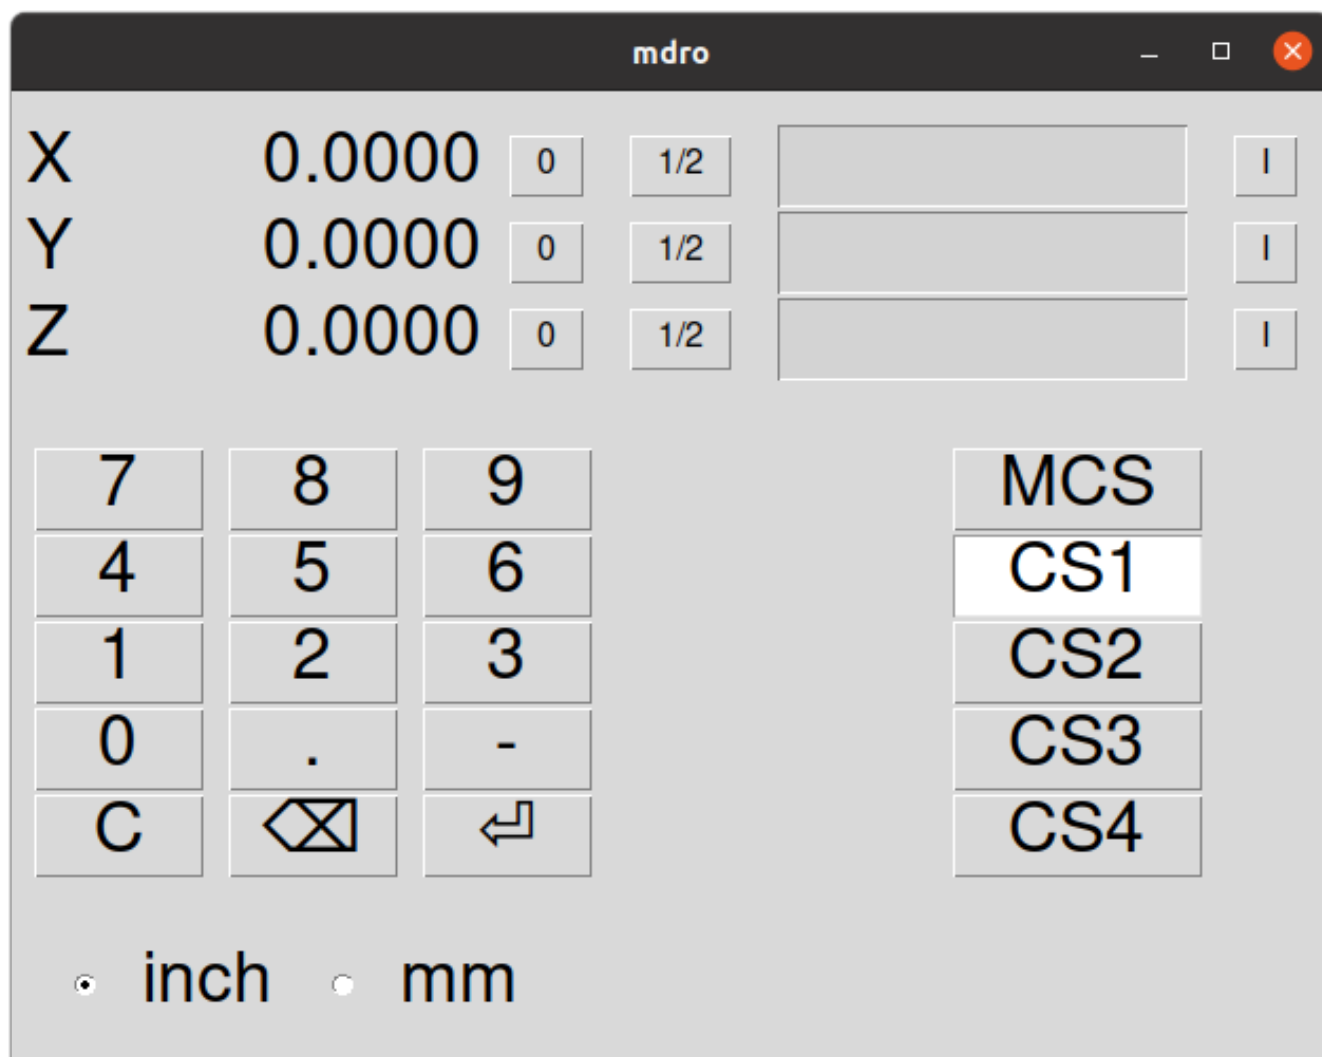 mdro
X 0.0000 0 1/2 I
Y 0.0000 0 1/2 I
Z 0.0000 0 1/2 I
7 8 9 MCS
4 5 6 CS1
1 2 3 CS2
0 . - CS3
C ⌫ ⏎ CS4
inch mm